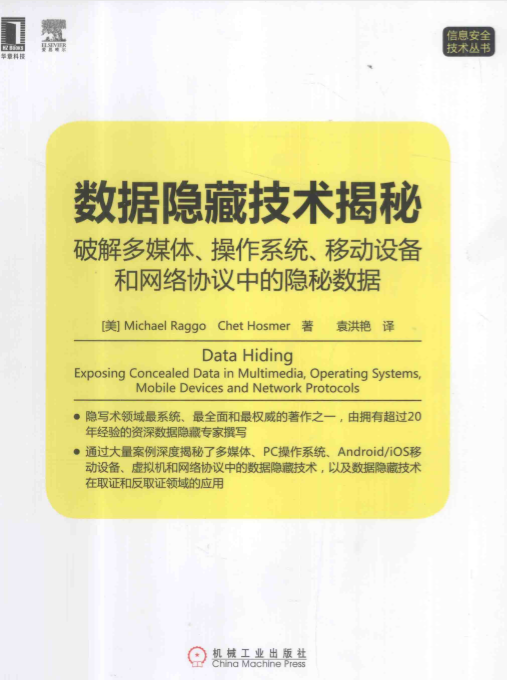 华章科技
HZ Books
ELSEVIER
爱思唯尔
信息安全
技术丛书
数据隐藏技术揭秘
破解多媒体、操作系统、移动设备
和网络协议中的隐秘数据
[美] Michael Raggo Chet Hosmer 著 袁洪艳 译
Data Hiding
Exposing Concealed Data in Multimedia, Operating Systems,
Mobile Devices and Network Protocols
● 隐写术领域最系统、最全面和最权威的著作之一，由拥有超过20
年经验的资深数据隐藏专家撰写
● 通过大量案例深度揭秘了多媒体、PC操作系统、Android/iOS移
动设备、虚拟机和网络协议中的数据隐藏技术，以及数据隐藏技术
在取证和反取证领域的应用
机械工业出版社
China Machine Press